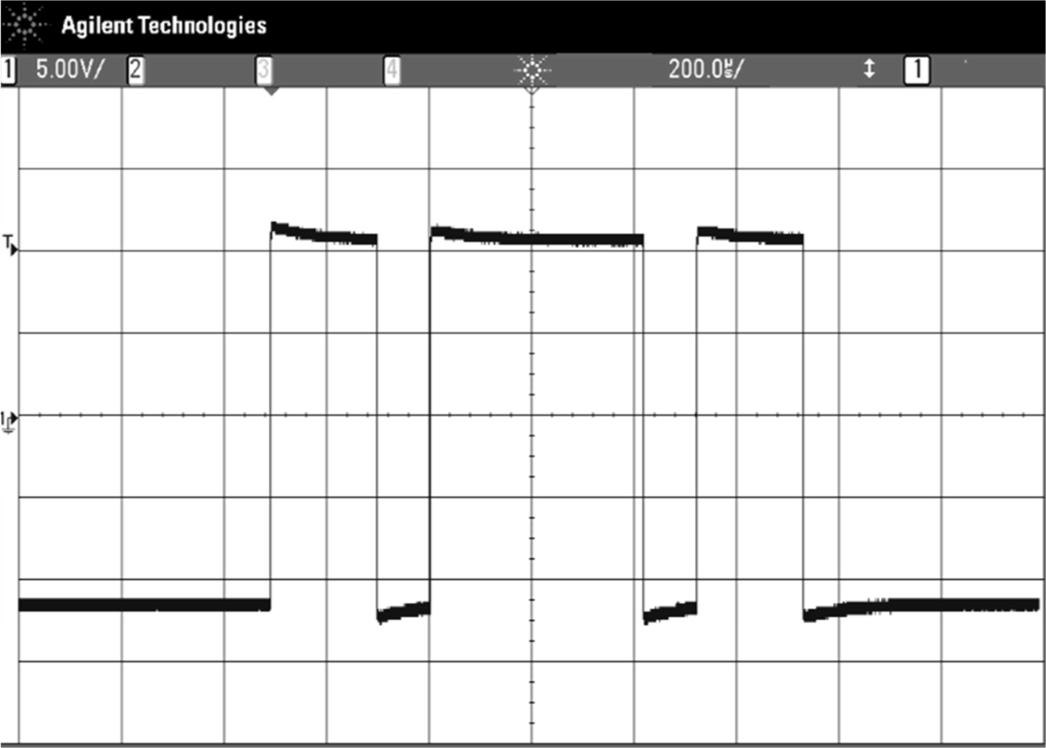 Agilent Technologies
1 5.00V/ 2 3 4 200.0㎲/ ↕ 1
T
1